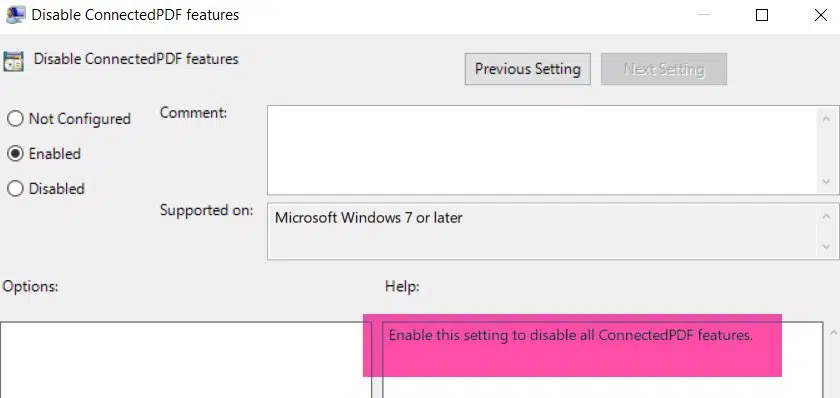 Disable ConnectedPDF features
Disable ConnectedPDF features
Previous Setting
Next Setting
Not Configured
Comment:
Enabled
Disabled
Supported on:
Microsoft Windows 7 or later
Options:
Help:
Enable this setting to disable all ConnectedPDF features.